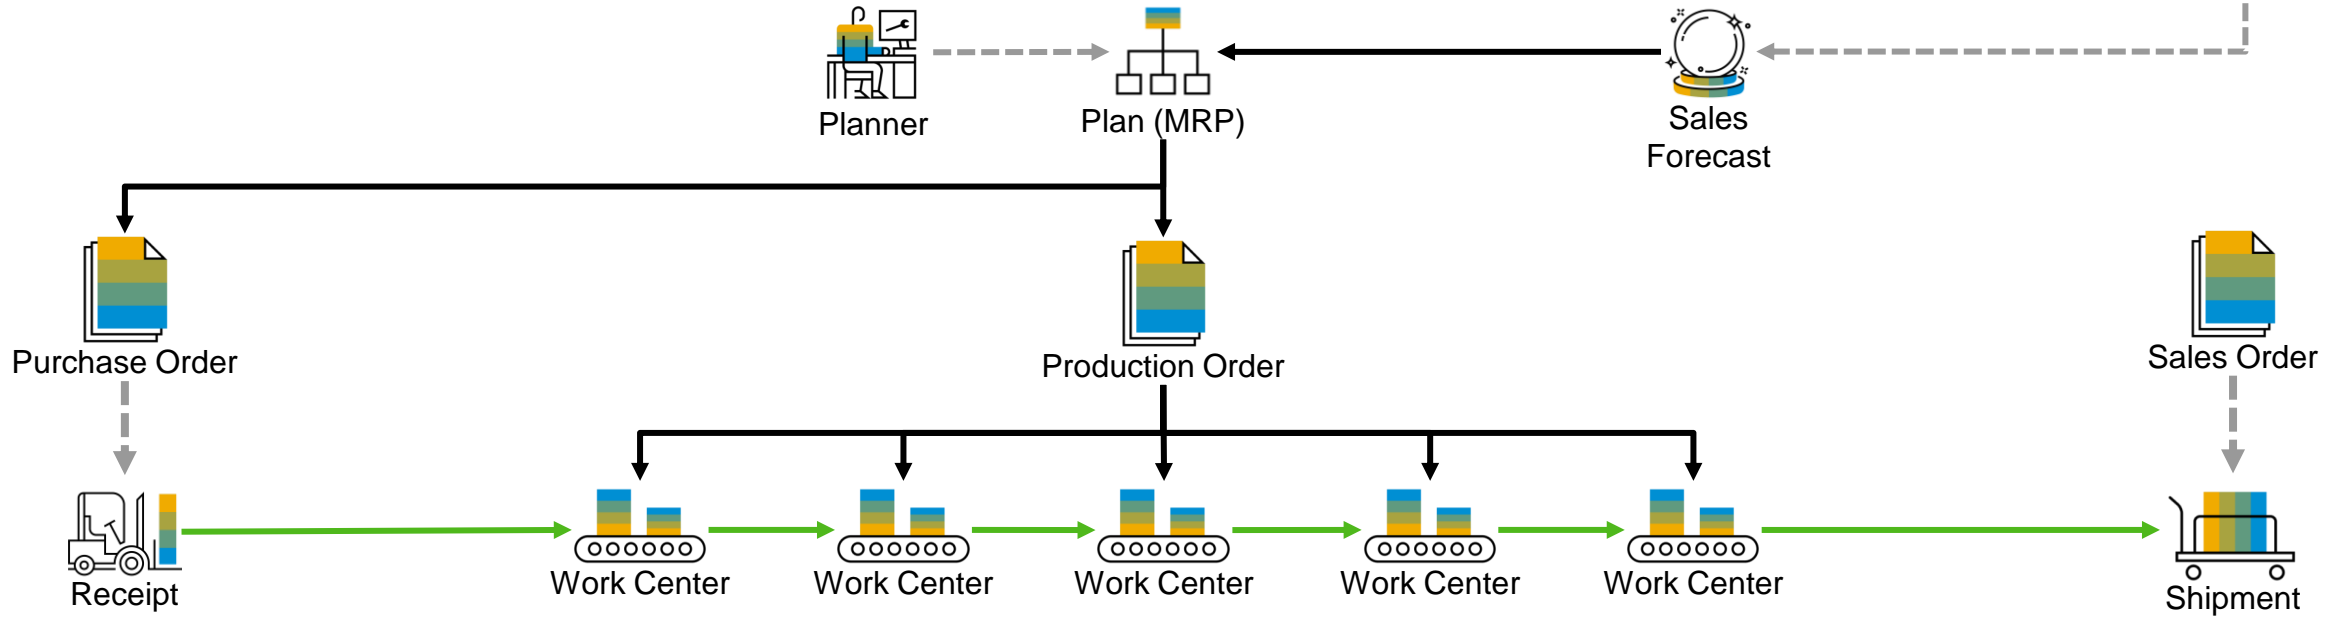 Planner
Plan (MRP)
Sales
Forecast
Purchase Order
Production Order
Sales Order
Receipt
Work Center
Work Center
Work Center
Work Center
Work Center
Shipment